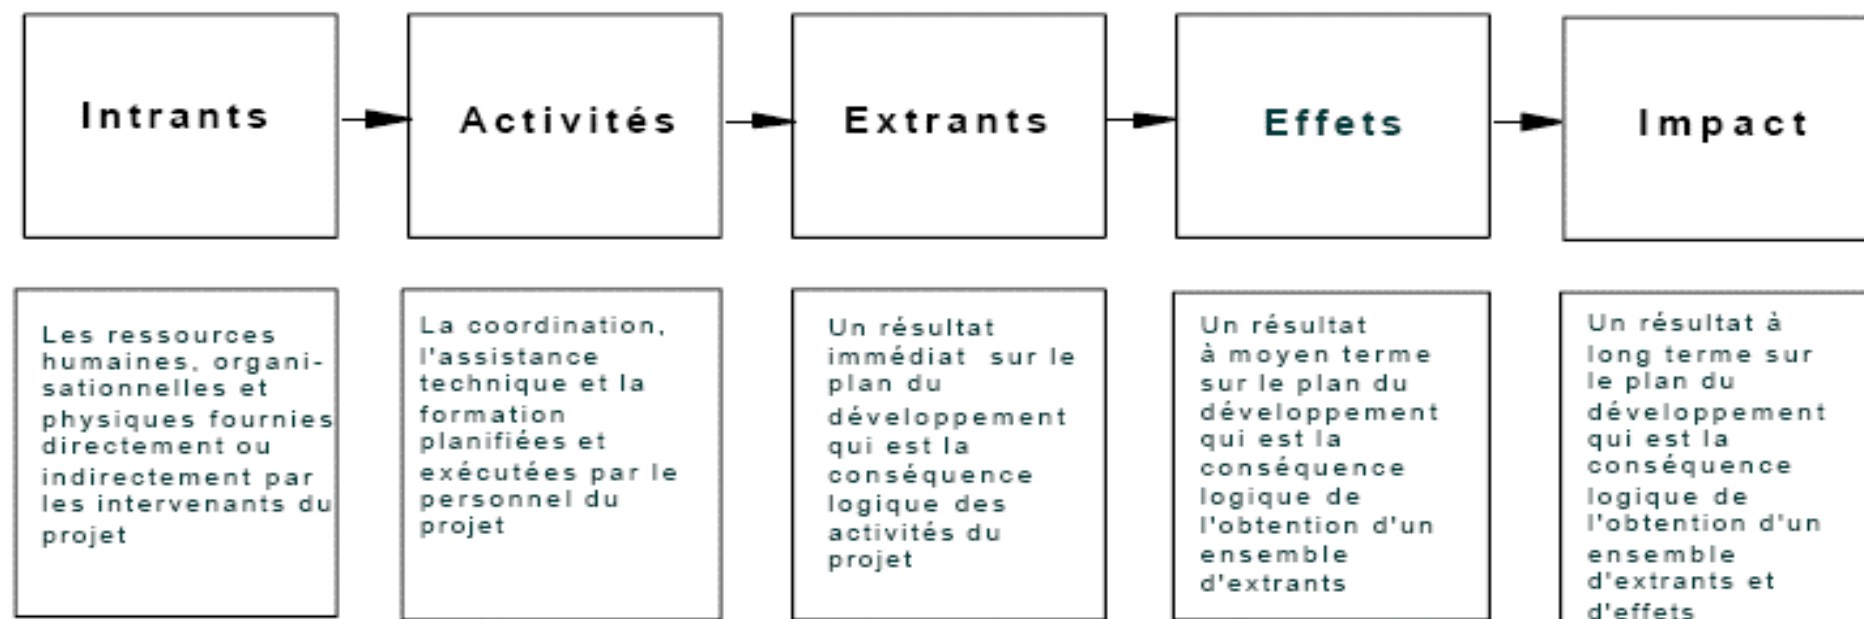 Intrants
Activités
Extrants
Effets
Impact
Les ressources
humaines, organi-
sationnelles et
physiques fournies
directement ou
indirectement par
les intervenants du
projet
La coordination,
l'assistance
technique et la
formation
planifiées et
exécutées par le
personnel du
projet
Un résultat
immédiat sur le
plan du
développement
qui est la
conséquence
logique des
activités du
projet
Un résultat
à moyen terme
sur le plan du
développement
qui est la
conséquence
logique de
l'obtention d'un
ensemble
d'extrants
Un résultat à
long terme sur
le plan du
développement
qui est la
conséquence
logique de
l'obtention d'un
ensemble
d'extrants et
d'effets